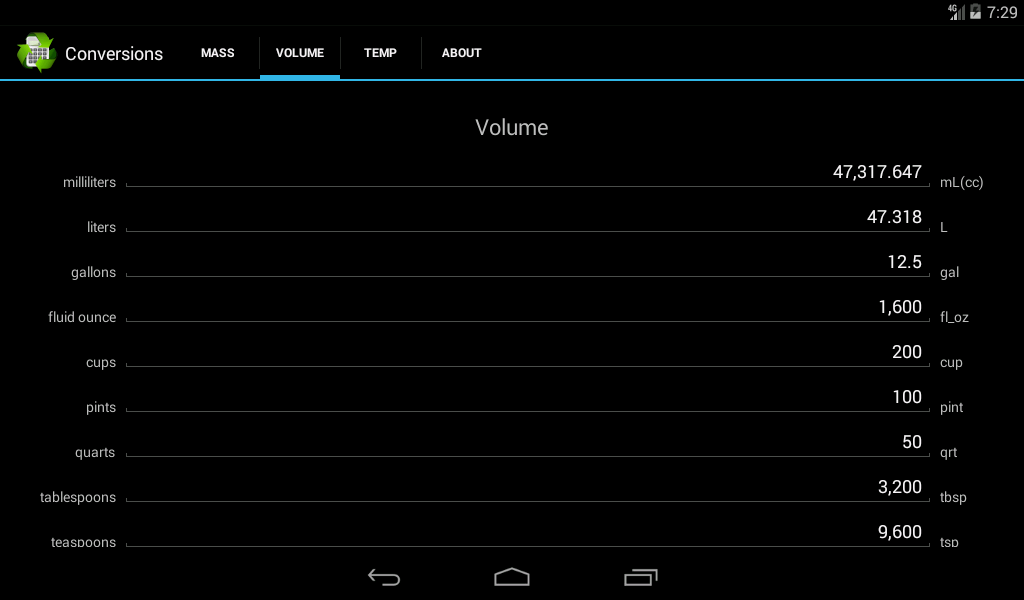 4G 7:29
Conversions MASS VOLUME TEMP ABOUT
Volume
milliliters 47,317.647 mL(cc)
liters 47.318 L
gallons 12.5 gal
fluid ounce 1,600 fl_oz
cups 200 cup
pints 100 pint
quarts 50 qrt
tablespoons 3,200 tbsp
teaspoons 9,600 tsp